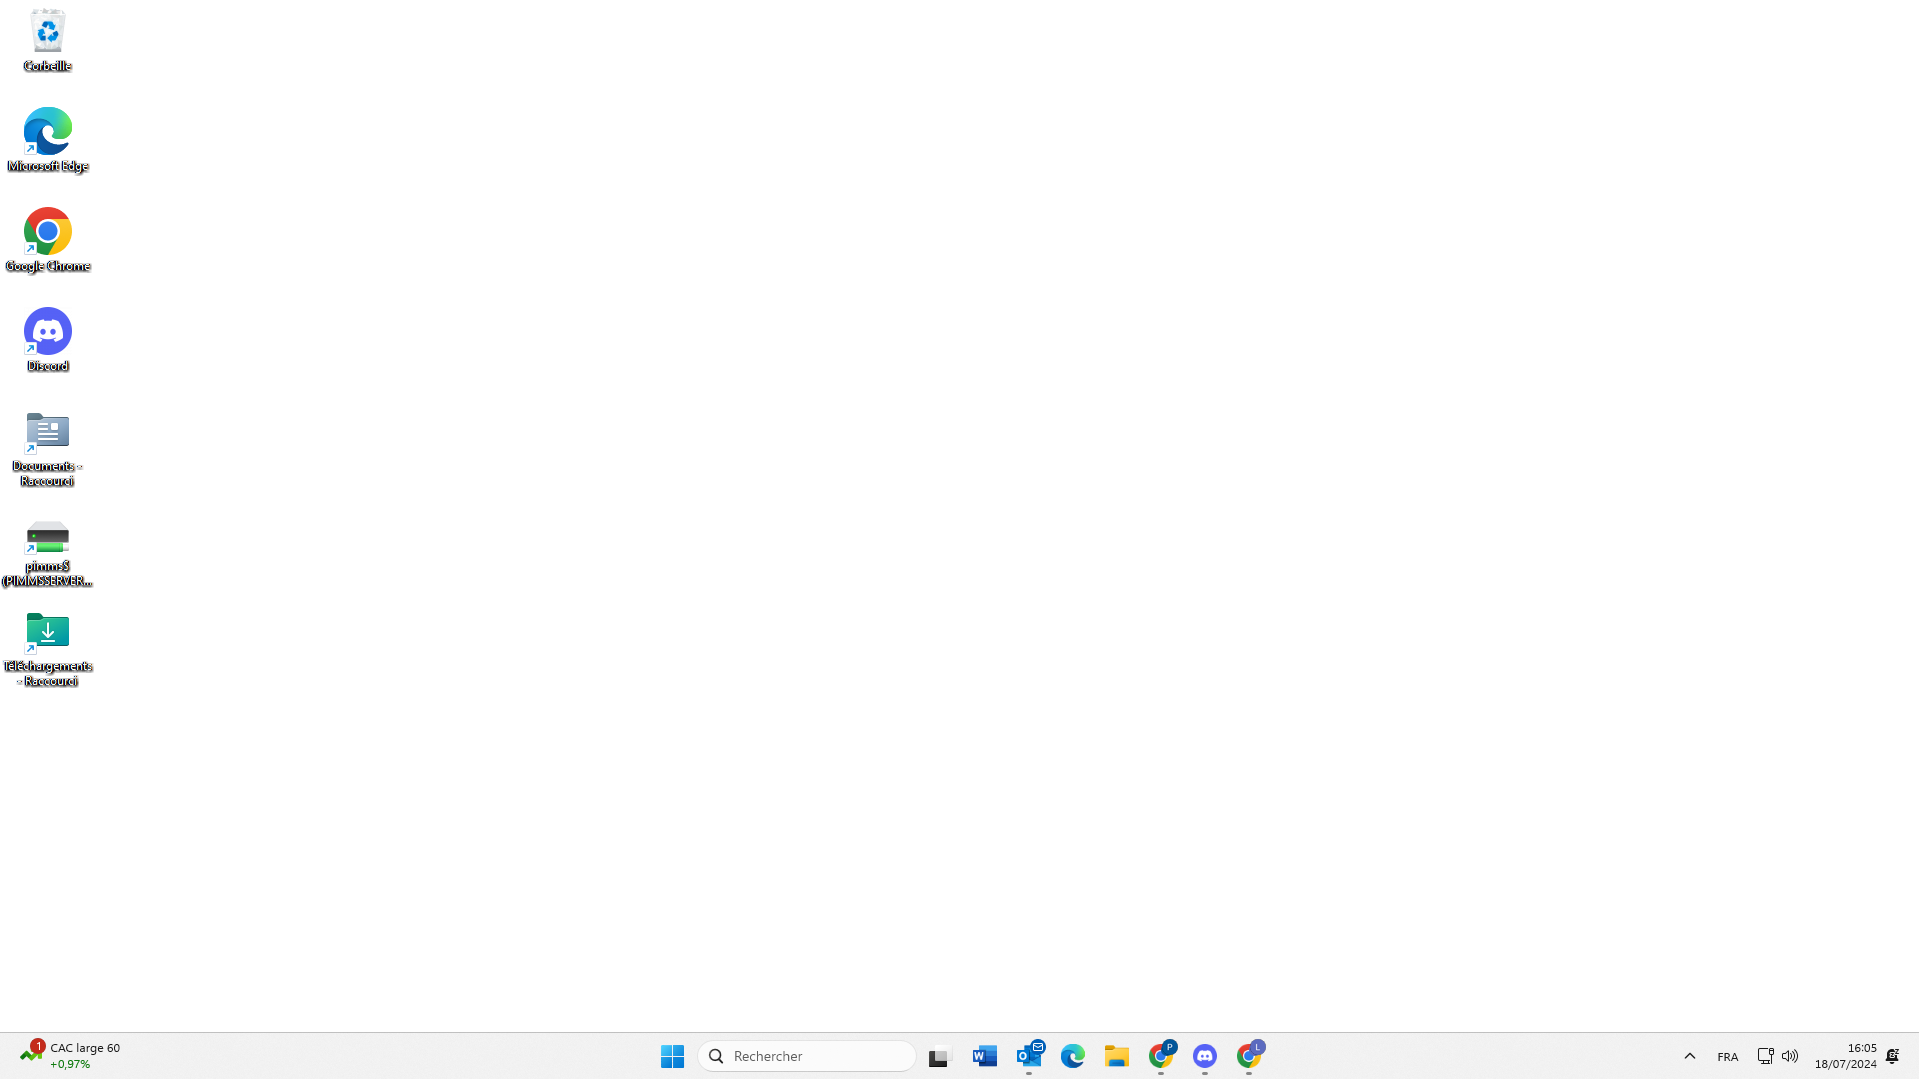 Corbeille
Microsoft Edge
Google Chrome
Discord
Documents -
Raccourci
pimms$
(PIMMSSERVER...
Téléchargements
- Raccourci
1
CAC large 60
+0,97%
Rechercher
P
L
FRA
16:05
18/07/2024